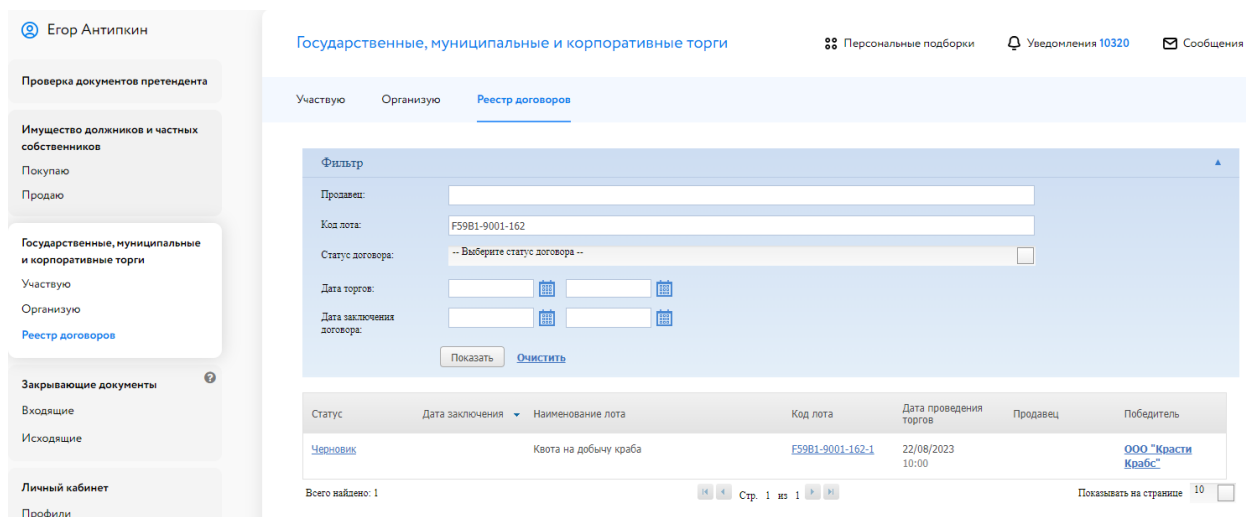 Егор Антипкин
Проверка документов претендента
Имущество должников и частных
собственников
Покупаю
Продаю
Государственные, муниципальные
и корпоративные торги
Участвую
Организую
Реестр договоров
Закрывающие документы
?
Входящие
Исходящие
Личный кабинет
Профили
Государственные, муниципальные и корпоративные торги
Персональные подборки
Уведомления 10320
Сообщения
Участвую Организую Реестр договоров
Фильтр
Продавец:
Код лота: F59B1-9001-162
Статус договора: -- Выберите статус договора --
Дата торгов:
Дата заключения
договора:
Показать Очистить
Статус Дата заключения Наименование лота Код лота Дата проведения
торгов Продавец Победитель
Черновик Квота на добычу краба F59B1-9001-162-1 22/08/2023
10:00
ООО "Красти
Крабс"
Всего найдено: 1 Стр. 1 из 1 Показывать на странице 10